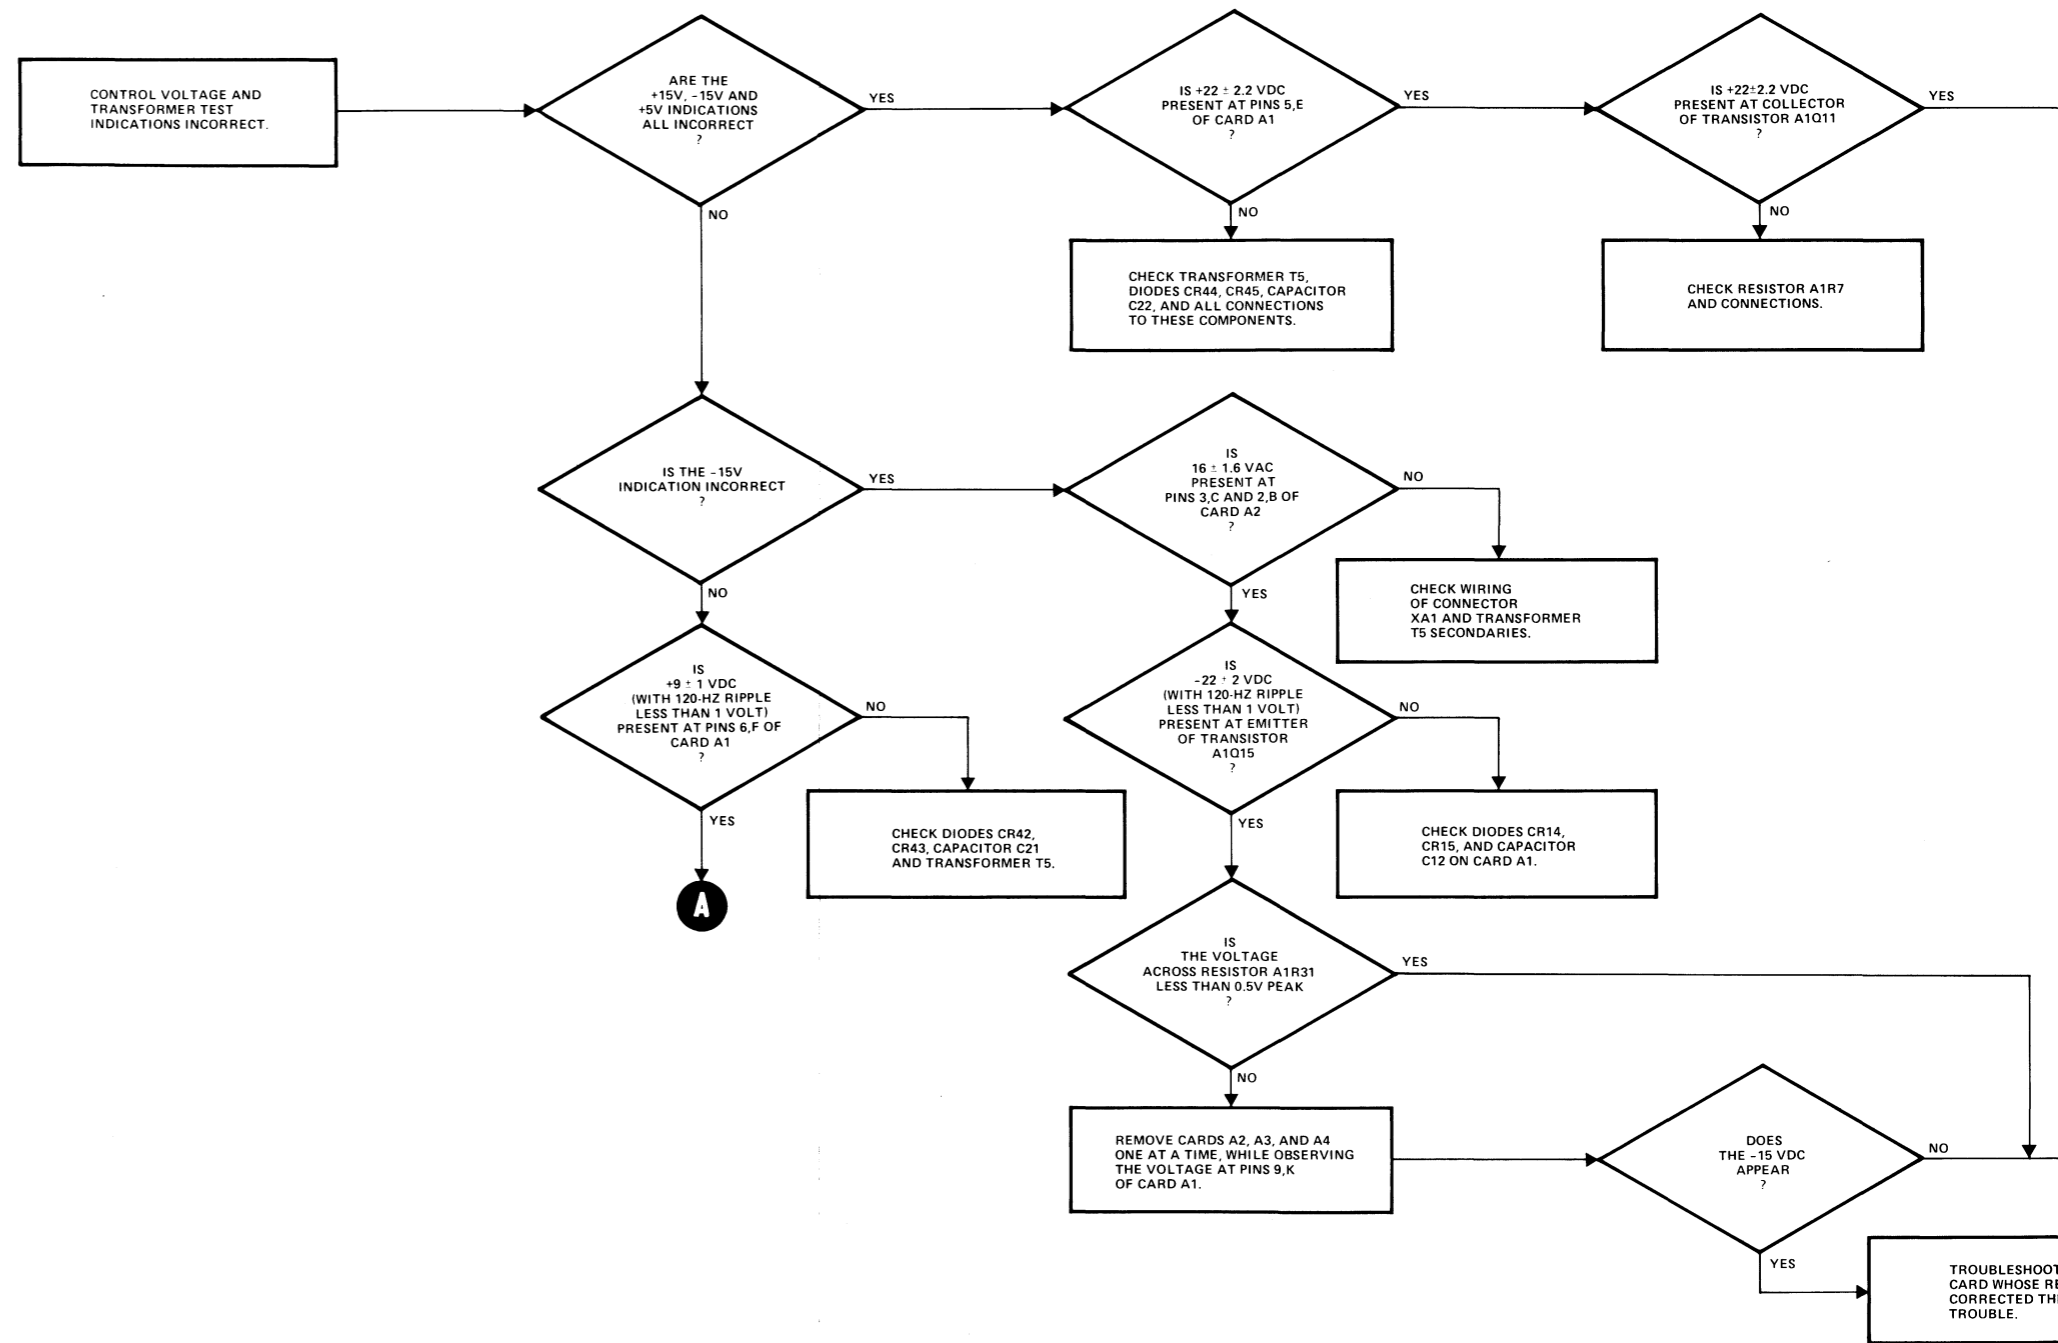 CONTROL VOLTAGE AND
TRANSFORMER TEST
INDICATIONS INCORRECT.
ARE THE
+15V, -15V AND
+5V INDICATIONS
ALL INCORRECT
?
YES
NO
IS +22 ± 2.2 VDC
PRESENT AT PINS 5,E
OF CARD A1
?
YES
NO
IS +22±2.2 VDC
PRESENT AT COLLECTOR
OF TRANSISTOR A1Q11
?
YES
NO
CHECK TRANSFORMER T5,
DIODES CR44, CR45, CAPACITOR
C22, AND ALL CONNECTIONS
TO THESE COMPONENTS.
CHECK RESISTOR A1R7
AND CONNECTIONS.
IS THE -15V
INDICATION INCORRECT
?
YES
NO
IS
16 ± 1.6 VAC
PRESENT AT
PINS 3,C AND 2,B OF
CARD A2
?
NO
YES
CHECK WIRING
OF CONNECTOR
XA1 AND TRANSFORMER
T5 SECONDARIES.
IS
+9 ± 1 VDC
(WITH 120-HZ RIPPLE
LESS THAN 1 VOLT)
PRESENT AT PINS 6,F OF
CARD A1
?
NO
YES
IS
-22 ± 2 VDC
(WITH 120-HZ RIPPLE
LESS THAN 1 VOLT)
PRESENT AT EMITTER
OF TRANSISTOR
A1Q15
?
NO
YES
CHECK DIODES CR42,
CR43, CAPACITOR C21
AND TRANSFORMER T5.
CHECK DIODES CR14,
CR15, AND CAPACITOR
C12 ON CARD A1.
A
IS
THE VOLTAGE
ACROSS RESISTOR A1R31
LESS THAN 0.5V PEAK
?
YES
NO
REMOVE CARDS A2, A3, AND A4
ONE AT A TIME, WHILE OBSERVING
THE VOLTAGE AT PINS 9,K
OF CARD A1.
DOES
THE -15 VDC
APPEAR
?
NO
YES
TROUBLESHOOT
CARD WHOSE RE
CORRECTED TH
TROUBLE.